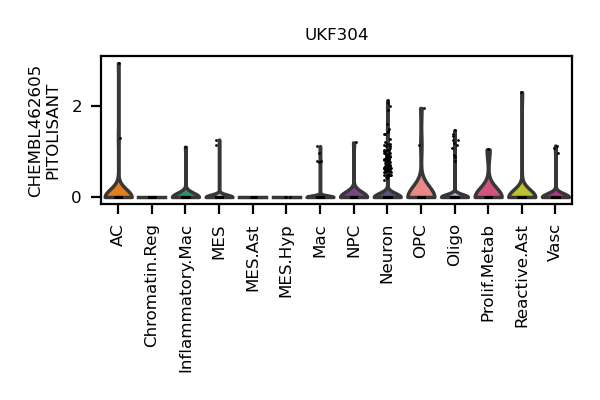 UKF304
CHEMBL462605
PITOLISANT
2
0
AC
Chromatin.Reg
Inflammatory.Mac
MES
MES.Ast
MES.Hyp
Mac
NPC
Neuron
OPC
Oligo
Prolif.Metab
Reactive.Ast
Vasc